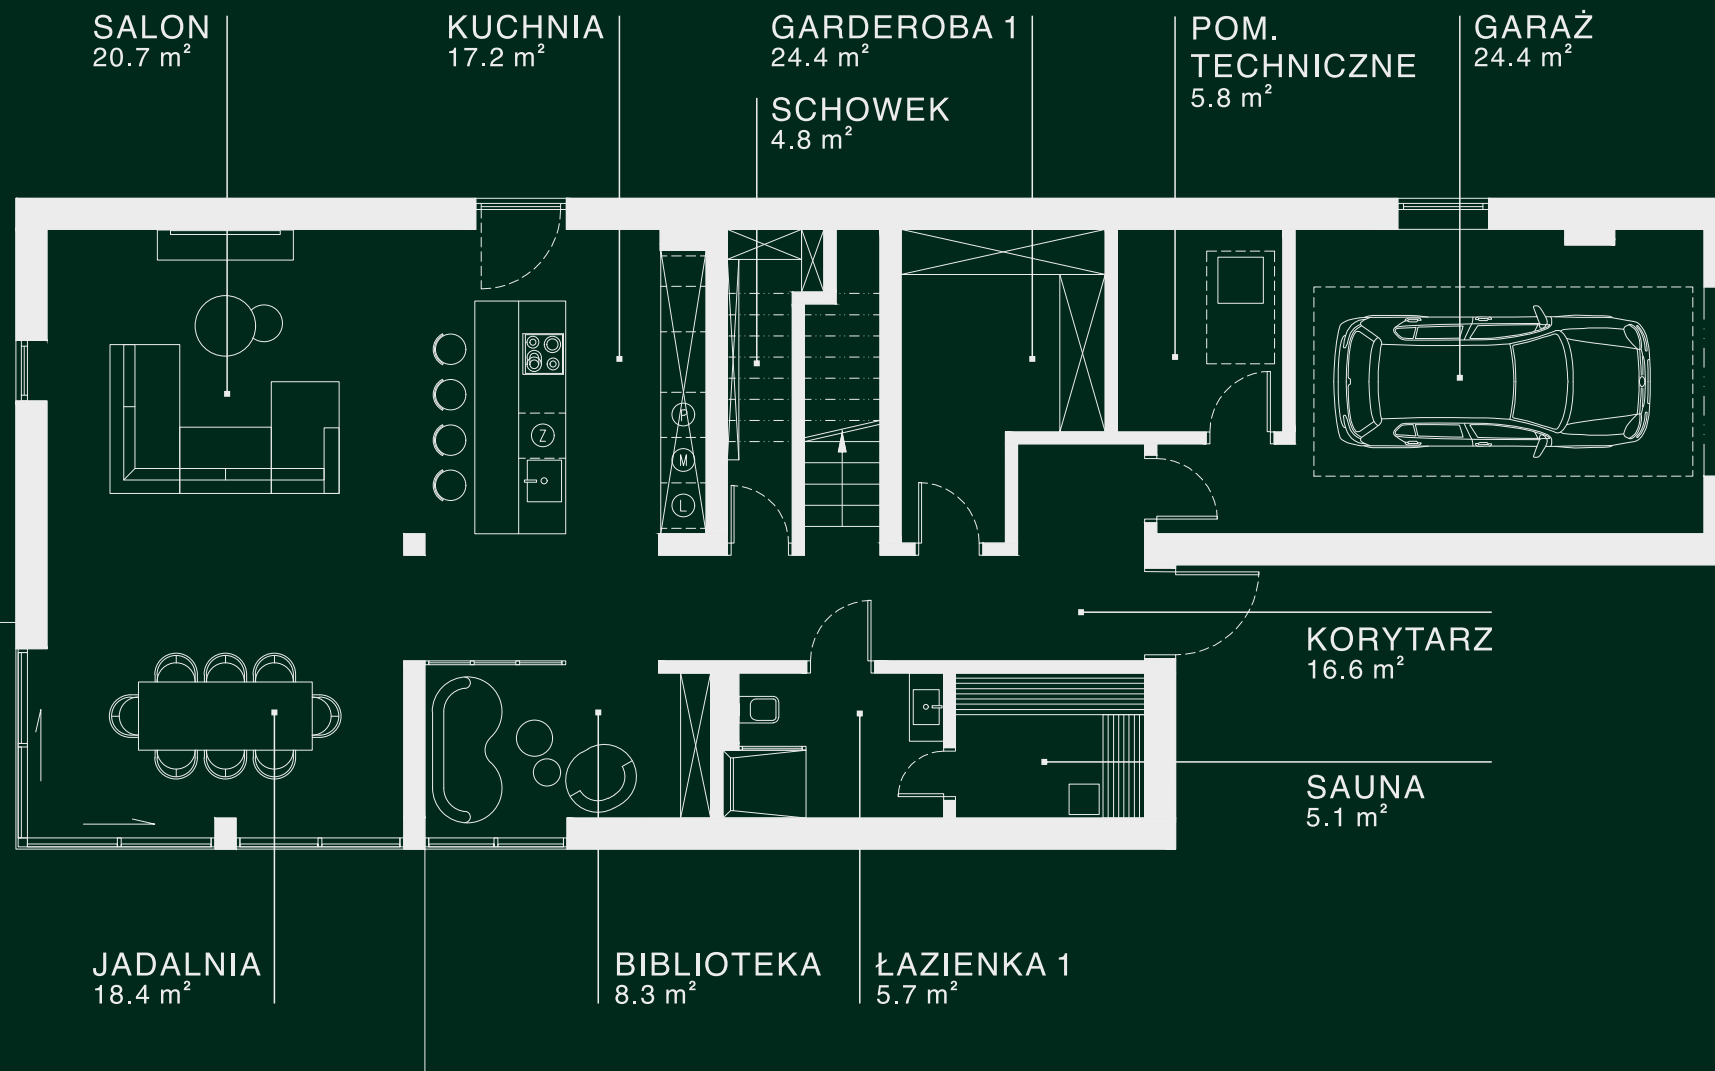 SALON
20.7 m²
KUCHNIA
17.2 m²
GARDEROBA 1
24.4 m²
SCHOWEK
4.8 m²
POM.
TECHNICZNE
5.8 m²
GARAŻ
24.4 m²
P
Z
M
L
KORYTARZ
16.6 m²
SAUNA
5.1 m²
JADALNIA
18.4 m²
BIBLIOTEKA
8.3 m²
ŁAZIENKA 1
5.7 m²